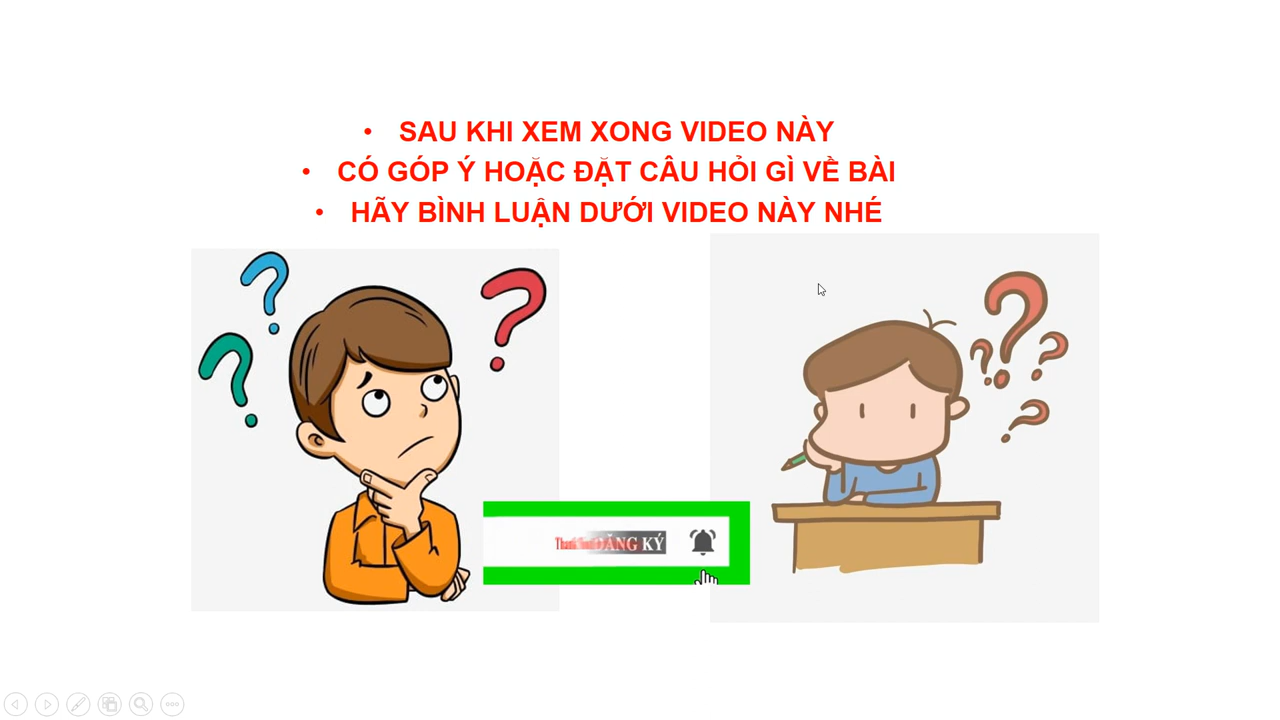 • SAU KHI XEM XONG VIDEO NÀY
• CÓ GÓP Ý HOẶC ĐẶT CÂU HỎI GÌ VỀ BÀI
• HÃY BÌNH LUẬN DƯỚI VIDEO NÀY NHÉ
ĐĂNG KÝ